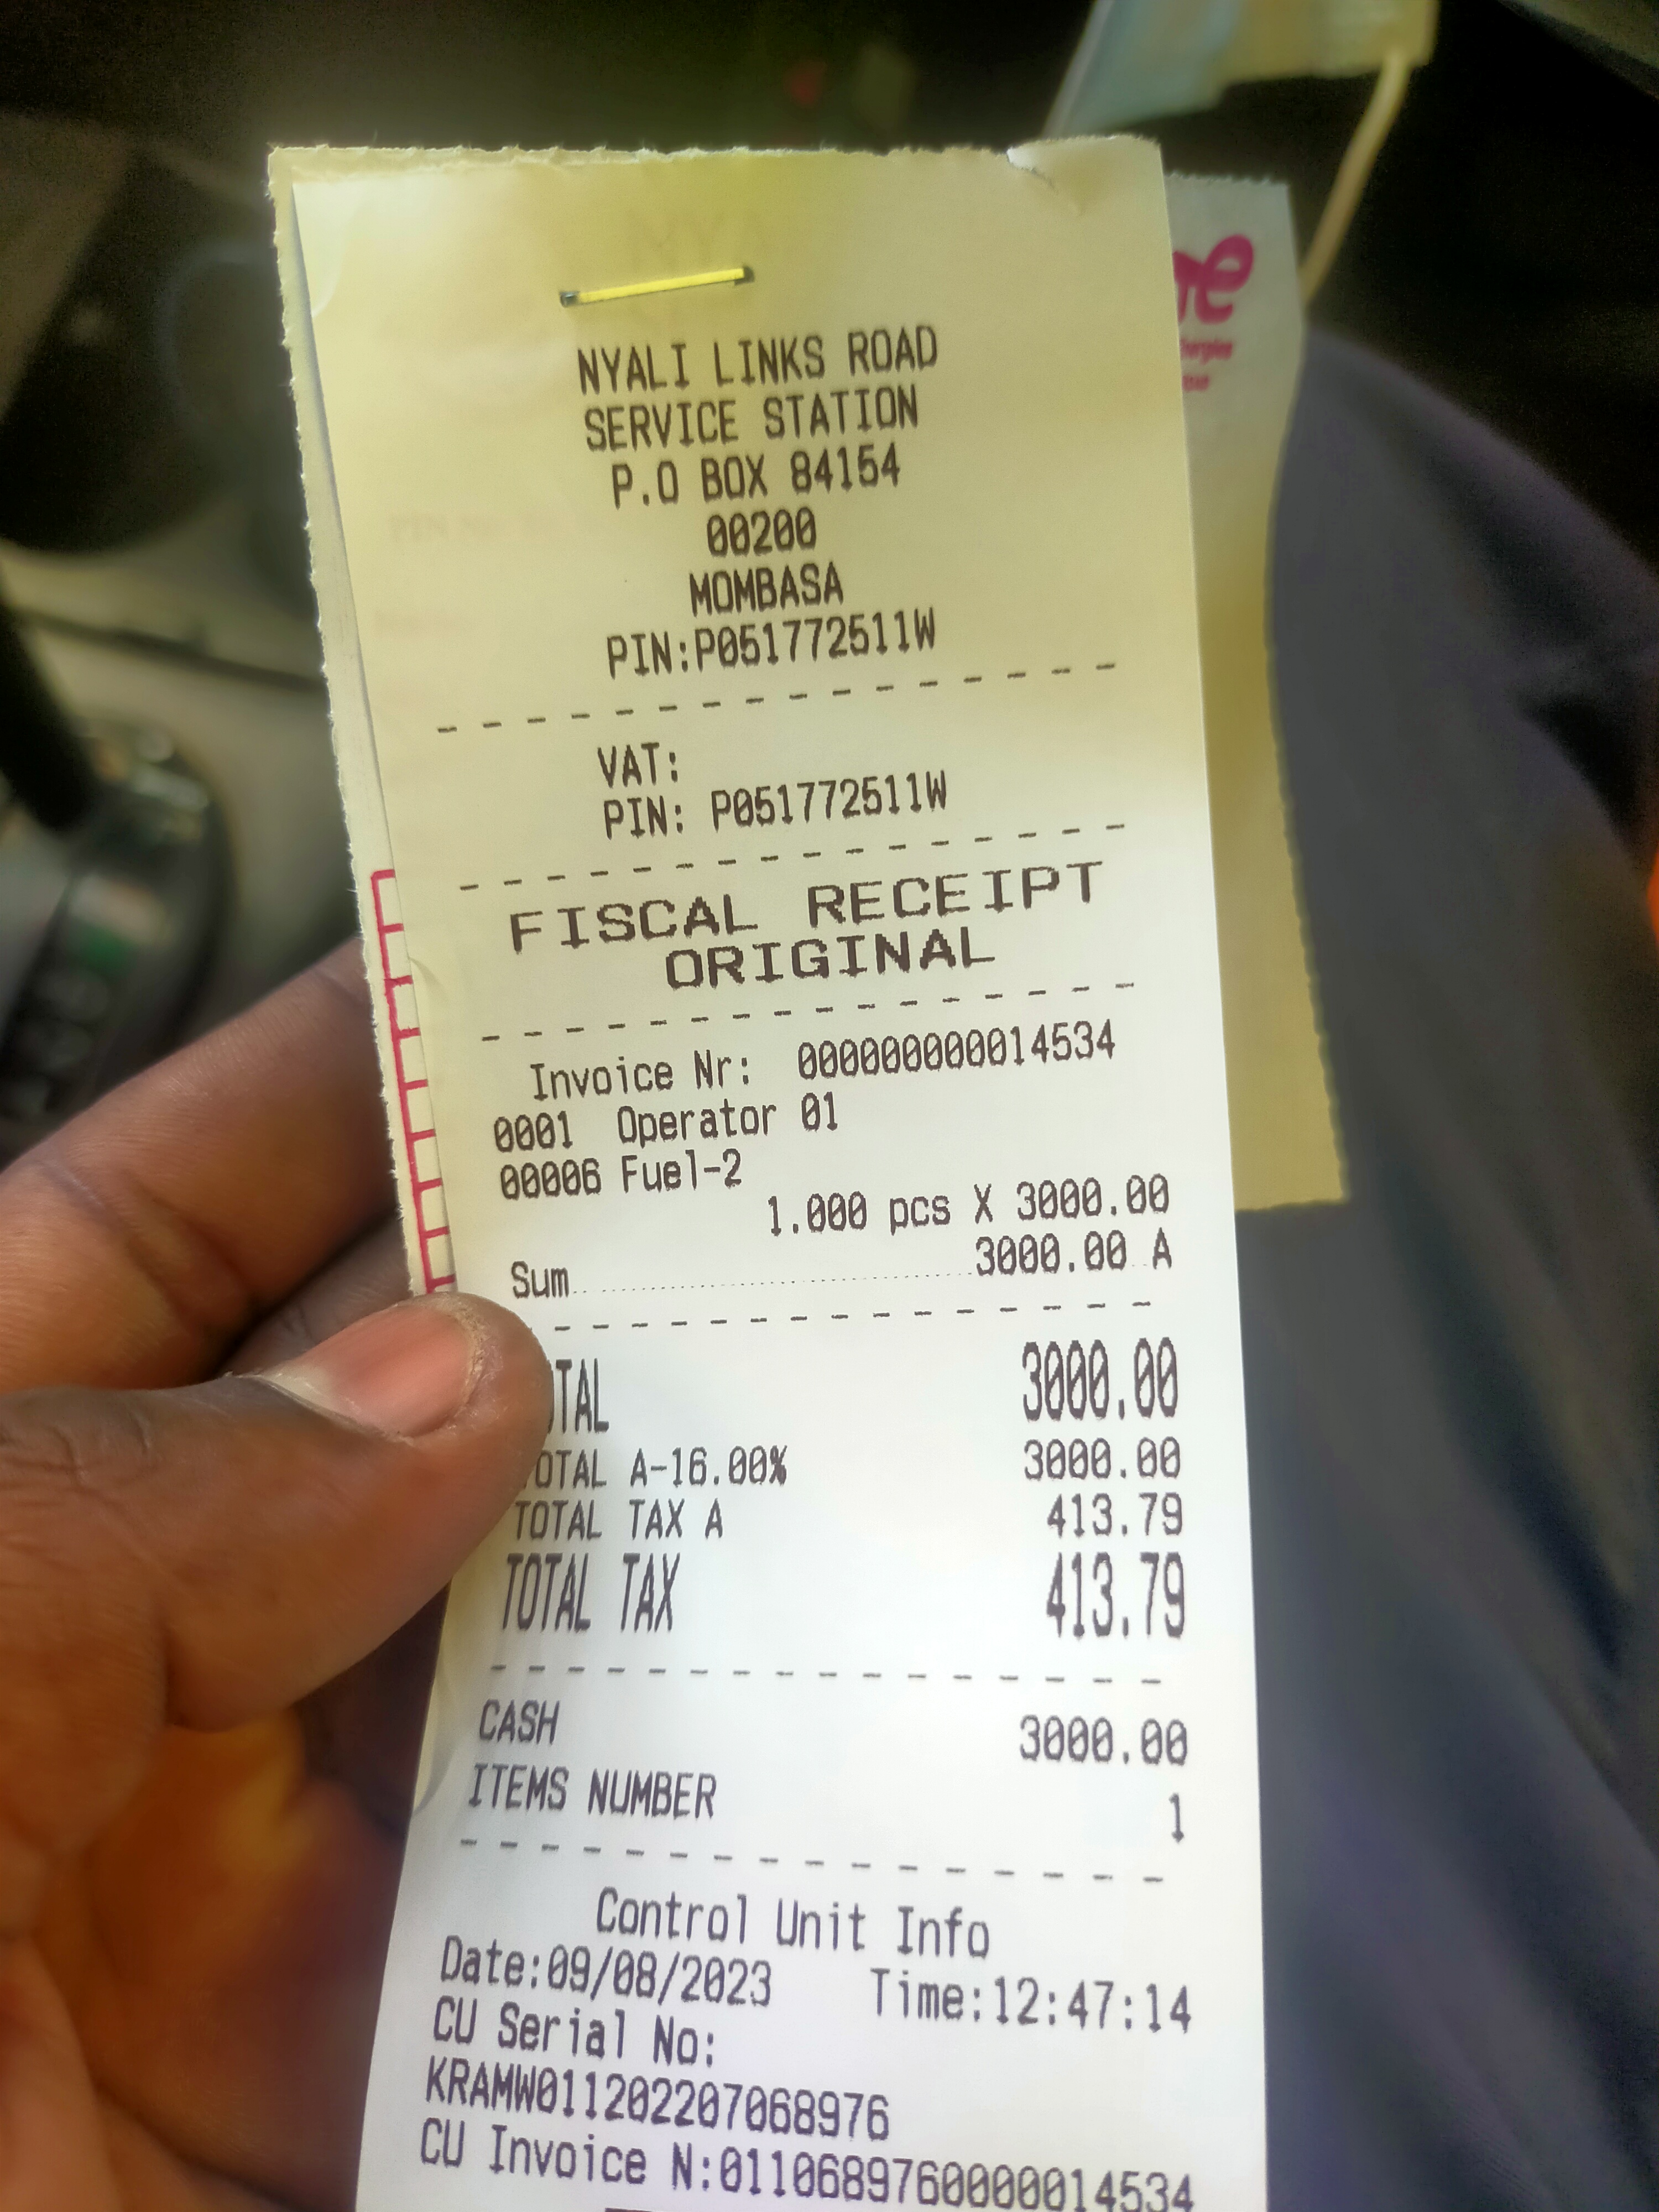 NYALI LINKS ROAD
SERVICE STATION
P.O BOX 84154
00200
MOMBASA
PIN:P051772511W
VAT:
PIN: P051772511W
FISCAL RECEIPT
ORIGINAL
Invoice Nr: 000000000014534
0001 Operator 01
00006 Fuel-2
1.000 pcs X 3000.00
Sum 3000.00 A
OTAL 3000.00
OTAL A-16.00% 3000.00
TOTAL TAX A 413.79
TOTAL TAX 413.79
CASH 3000.00
ITEMS NUMBER 1
Control Unit Info
Date:09/08/2023 Time:12:47:14
CU Serial No:
KRAMW011202207068976
CU Invoice N:0110689760000014534